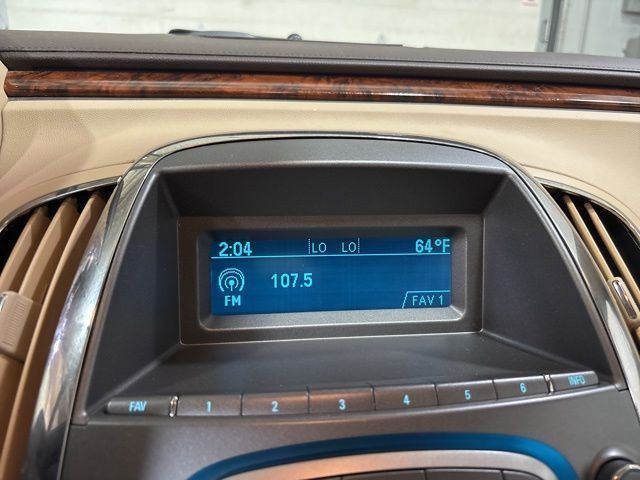 2:04 LO LO 64°F
107.5
FM FAV 1
FAV 1 2 3 4 5 6 INFO